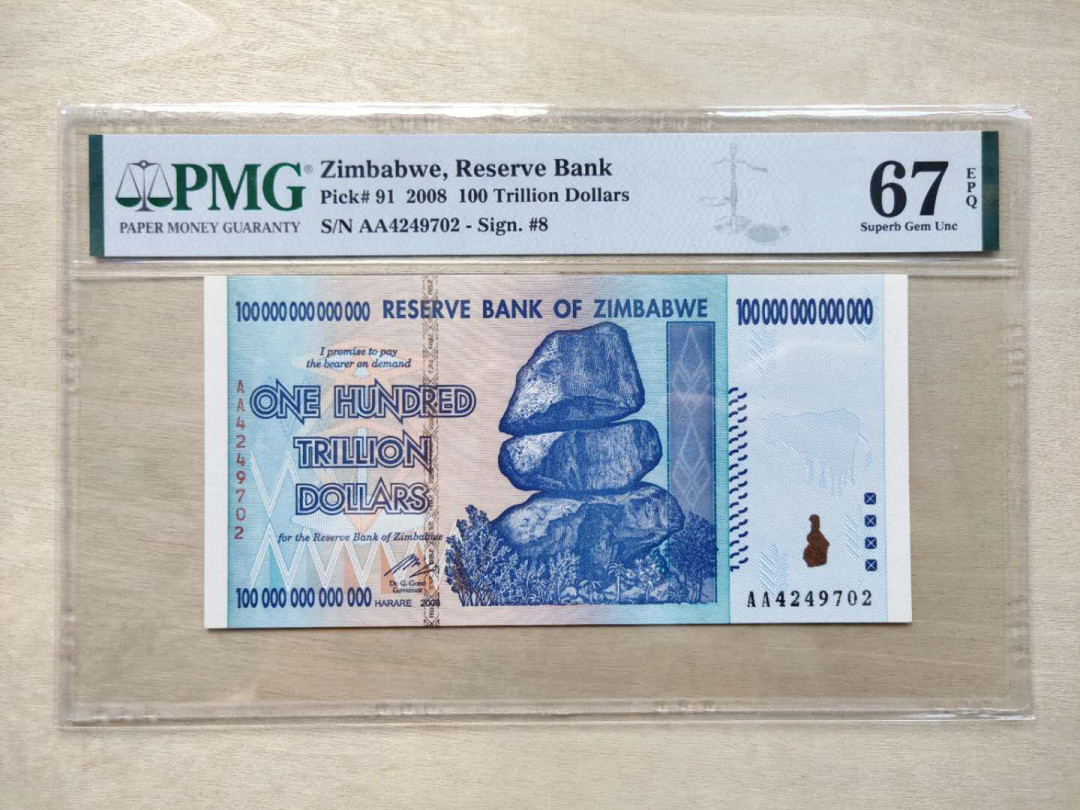 PMG®
PAPER MONEY GUARANTY
Zimbabwe, Reserve Bank
Pick# 91 2008 100 Trillion Dollars
S/N AA4249702 - Sign. #8
67
EPQ
Superb Gem Unc
100 000 000 000 000 RESERVE BANK OF ZIMBABWE 100 000 000 000 000
I promise to pay
the bearer on demand
ONE HUNDRED
TRILLION
DOLLARS
AA4249702
for the Reserve Bank of Zimbabwe
Dr. G. Gono
Governor
100 000 000 000 000 HARARE 2008
AA4249702